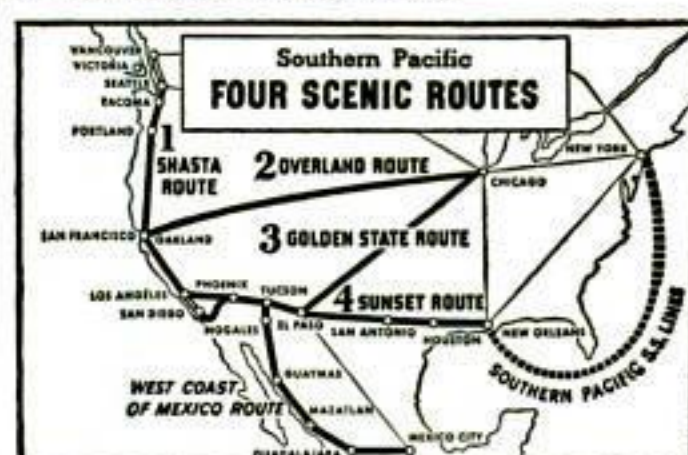 Southern Pacific
FOUR SCENIC ROUTES
VANCOUVER
VICTORIA
SEATTLE
TACOMA
PORTLAND
1
SHASTA
ROUTE
2 OVERLAND ROUTE
NEW YORK
CHICAGO
SAN FRANCISCO
OAKLAND
3 GOLDEN STATE ROUTE
PHOENIX
TUCSON
LOS ANGELES
SAN DIEGO
4 SUNSET ROUTE
NOGALES
EL PASO
SAN ANTONIO
HOUSTON
NEW ORLEANS
SOUTHERN PACIFIC S.S. LINES
GUAYMAS
WEST COAST
OF MEXICO ROUTE
MAZATLAN
MEXICO CITY
GUADALAJARA